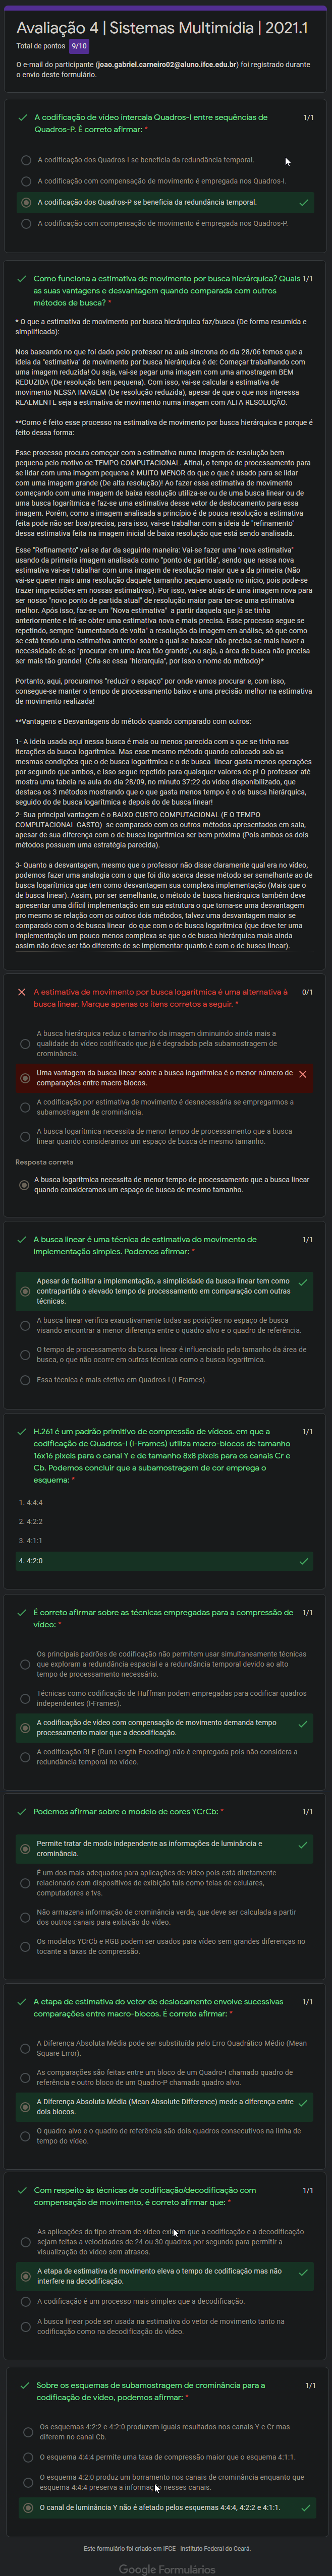 Avaliação 4 | Sistemas Multimídia | 2021.1
Total de pontos 9/10
O e-mail do participante (joao.gabriel.carneiro02@aluno.ifce.edu.br) foi registrado durante
o envio deste formulário.
A codificação de vídeo intercala Quadros-I entre sequências de 1/1
Quadros-P. É correto afirmar: *
A codificação dos Quadros-I se beneficia da redundância temporal.
A codificação com compensação de movimento é empregada nos Quadros-I.
A codificação dos Quadros-P se beneficia da redundância temporal.
A codificação com compensação de movimento é empregada nos Quadros-P.
Como funciona a estimativa de movimento por busca hierárquica? Quais 1/1
as suas vantagens e desvantagem quando comparada com outros
métodos de busca? *
* O que a estimativa de movimento por busca hierárquica faz/busca (De forma resumida e
simplificada):
Nos baseando no que foi dado pelo professor na aula síncrona do dia 28/06 temos que a
ideia da "estimativa" de movimento por busca hierárquica é de: Começar trabalhando com
uma imagem reduzida! Ou seja, vai-se pegar uma imagem com uma amostragem BEM
REDUZIDA (De resolução bem pequena). Com isso, vai-se calcular a estimativa de
movimento NESSA IMAGEM (De resolução reduzida), apesar de que o que nos interessa
REALMENTE seja a estimativa de movimento numa imagem com ALTA RESOLUÇÃO.
**Como é feito esse processo na estimativa de movimento por busca hierárquica e porque é
feito dessa forma:
Esse processo procura começar com a estimativa numa imagem de resolução bem
pequena pelo motivo de TEMPO COMPUTACIONAL. Afinal, o tempo de processamento para
se lidar com uma imagem pequena é MUITO MENOR do que o que é usado para se lidar
com uma imagem grande (De alta resolução)! Ao fazer essa estimativa de movimento
começando com uma imagem de baixa resolução utiliza-se ou de uma busca linear ou de
uma busca logarítmica e faz-se uma estimativa desse vetor de deslocamento para essa
imagem. Porém, como a imagem analisada a princípio é de pouca resolução a estimativa
feita pode não ser boa/precisa, para isso, vai-se trabalhar com a ideia de "refinamento"
dessa estimativa feita na imagem inicial de baixa resolução que está sendo analisada.
Esse "Refinamento" vai se dar da seguinte maneira: Vai-se fazer uma "nova estimativa"
usando da primeira imagem analisada como "ponto de partida", sendo que nessa nova
estimativa vai-se trabalhar com uma imagem de resolução maior que a da primeira (Não
vai-se querer mais uma resolução daquele tamanho pequeno usado no início, pois pode-se
trazer imprecisões em nossas estimativas). Por isso, vai-se atrás de uma imagem nova para
ser nosso "novo ponto de partida atual" de resolução maior para ter-se uma estimativa
melhor. Após isso, faz-se um "Nova estimativa" a partir daquela que já se tinha
anteriormente e irá-se obter uma estimativa nova e mais precisa. Esse processo segue se
repetindo, sempre "aumentando de volta" a resolução da imagem em análise, só que como
se está tendo uma estimativa anterior sobre a qual se basear não precisa-se mais haver a
necessidade de se "procurar em uma área tão grande", ou seja, a área de busca não precisa
ser mais tão grande! (Cria-se essa "hierarquia", por isso o nome do método)*
Portanto, aqui, procuramos "reduzir o espaço" por onde vamos procurar e, com isso,
consegue-se manter o tempo de processamento baixo e uma precisão melhor na estimativa
de movimento realizada!
**Vantagens e Desvantagens do método quando comparado com outros:
1- A ideia usada aqui nessa busca é mais ou menos parecida com a que se tinha nas
iterações da busca logarítmica. Mas esse mesmo método quando colocado sob as
mesmas condições que o de busca logarítmica e o de busca linear gasta menos operações
por segundo que ambos, e isso segue repetido para quaisquer valores de p! O professor até
mostra uma tabela na aula do dia 28/09, no minuto 37:22 do vídeo disponibilizado, que
destaca os 3 métodos mostrando que o que gasta menos tempo é o de busca hierárquica,
seguido do de busca logarítmica e depois do de busca linear!
2- Sua principal vantagem é o BAIXO CUSTO COMPUTACIONAL (E O TEMPO
COMPUTACIONAL GASTO) se comparado com os outros métodos apresentados em sala,
apesar de sua diferença com o de busca logarítmica ser bem próxima (Pois ambos os dois
métodos possuem uma estratégia parecida).
3- Quanto a desvantagem, mesmo que o professor não disse claramente qual era no vídeo,
podemos fazer uma analogia com o que foi dito acerca desse método ser semelhante ao de
busca logarítmica que tem como desvantagem sua complexa implementação (Mais que o
de busca linear). Assim, por ser semelhante, o método de busca hierárquica também deve
apresentar uma difícil implementação em sua estrutura o que torna-se uma desvantagem
pro mesmo se relação com os outros dois métodos, talvez uma desvantagem maior se
comparado com o de busca linear do que com o de busca logarítmica (que deve ter uma
implementação um pouco menos complexa se que o de busca hierárquica mais ainda
assim não deve ser tão diferente de se implementar quanto é com o de busca linear).
A estimativa de movimento por busca logarítmica é uma alternativa à 0/1
busca linear. Marque apenas os itens corretos a seguir. *
A busca hierárquica reduz o tamanho da imagem diminuindo ainda mais a
qualidade do vídeo codificado que já é degradada pela subamostragem de
crominância.
Uma vantagem da busca linear sobre a busca logarítmica é o menor número de
comparações entre macro-blocos.
A codificação por estimativa é desnecessária se empregarmos a
subamostragem de crominância.
A busca logarítmica necessita de menor tempo de processamento que a busca
linear quando consideramos um espaço de busca de mesmo tamanho.
Resposta correta
A busca logarítmica necessita de menor tempo de processamento que a busca linear
quando consideramos um espaço de busca de mesmo tamanho.
A busca linear é uma técnica de estimativa do movimento de 1/1
implementação simples. Podemos afirmar: *
Apesar de facilitar a implementação, a simplicidade da busca linear tem como
contrapartida o elevado tempo de processamento em comparação com outras
técnicas.
A busca linear verifica exaustivamente todas as posições no espaço de busca
visando encontrar a menor diferença entre o quadro alvo e o quadro de referência.
O tempo de processamento da busca linear é influenciado pelo tamanho da área de
busca, o que não ocorre em outras técnicas como a busca logarítmica.
Essa técnica é mais efetiva em Quadros-I (I-Frames).
H.261 é um padrão primitivo de compressão de vídeos. em que a 1/1
codificação de Quadros-I (I-Frames) utiliza macro-blocos de tamanho
16x16 pixels para o canal Y e de tamanho 8x8 pixels para os canais Cr e
Cb. Podemos concluir que a subamostragem de cor emprega o
esquema: *
1. 4:4:4
2. 4:2:2
3. 4:1:1
4. 4:2:0
É correto afirmar sobre as técnicas empregadas para a compressão de 1/1
vídeo: *
Os principais padrões de codificação não permitem usar simultaneamente técnicas
que exploram a redundância espacial e a redundância temporal devido ao alto
tempo de processamento necessário.
Técnicas como codificação de Huffman podem empregadas para codificar quadros
independentes (I-Frames).
A codificação de vídeo com compensação de movimento demanda tempo
processamento maior que a decodificação.
A codificação RLE (Run Length Encoding) não é empregada pois não considera a
redundância temporal no vídeo.
Podemos afirmar sobre o modelo de cores YCrCb: * 1/1
Permite tratar de modo independente as informações de luminância e
crominância.
É um dos mais adequados para aplicações de vídeo pois está diretamente
relacionado com dispositivos de exibição tais como telas de celulares,
computadores e tvs.
Não armazena informação de crominância verde, que deve ser calculada a partir
dos outros canais para exibição do vídeo.
Os modelos YCrCb e RGB podem ser usados para vídeo sem grandes diferenças no
tocante a taxas de compressão.
A etapa de estimativa do vetor de deslocamento envolve sucessivas 1/1
comparações entre macro-blocos. É correto afirmar: *
A Diferença Absoluta Média pode ser substituída pelo Erro Quadrático Médio (Mean
Square Error).
As comparações são feitas entre um bloco de um Quadro-I chamado quadro de
referência e outro bloco de um Quadro-P chamado quadro alvo.
A Diferença Absoluta Média (Mean Absolute Difference) mede a diferença entre
dois blocos.
O quadro alvo e o quadro de referência são dois quadros consecutivos na linha de
tempo do vídeo.
Com respeito às técnicas de codificação/decodificação com 1/1
compensação de movimento, é correto afirmar que: *
As aplicações do tipo stream de vídeo exigem que a codificação e a decodificação
sejam feitas a velocidades de 24 ou 30 quadros por segundo para permitir a
visualização do vídeo sem atrasos.
A etapa de estimativa de movimento eleva o tempo de codificação mas não
interfere na decodificação.
A codificação é um processo mais simples que a decodificação.
A busca linear pode ser usada na estimativa do vetor de movimento tanto na
codificação como na decodificação do vídeo.
Sobre os esquemas de subamostragem de crominância para a 1/1
codificação de vídeo, podemos afirmar: *
Os esquemas 4:2:2 e 4:2:0 produzem iguais resultados nos canais Y e Cr mas
diferem no canal Cb.
O esquema 4:4:4 permite uma taxa de compressão maior que o esquema 4:1:1.
O esquema 4:2:0 produz um borramento nos canais de crominância enquanto que
esquema 4:4:4 preserva a informação nesses canais.
O canal de luminância Y não é afetado pelos esquemas 4:4:4, 4:2:2 e 4:1:1.
Este formulário foi criado em IFCE - Instituto Federal do Ceará.
Google Formulários